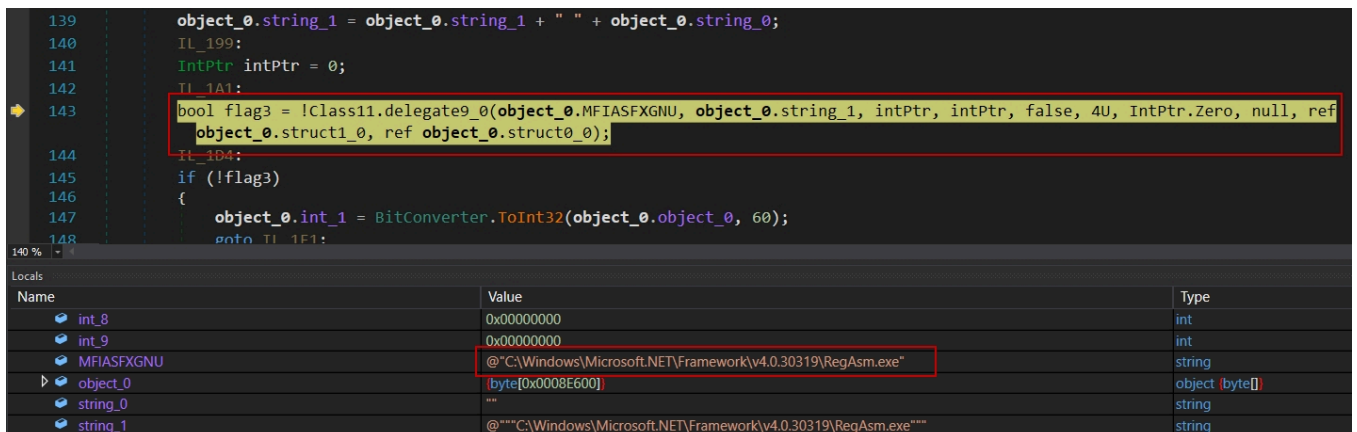 139 object_0.string_1 = object_0.string_1 + " " + object_0.string_0;
140 IL_199:
141 IntPtr intPtr = 0;
142 IL_1A1:
143 bool flag3 = !Class11.delegate9_0(object_0.MFIASFXGNU, object_0.string_1, intPtr, intPtr, false, 4U, IntPtr.Zero, null, ref
object_0.struct1_0, ref object_0.struct0_0);
144 IL_1D4:
145 if (!flag3)
146 {
147 object_0.int_1 = BitConverter.ToInt32(object_0.object_0, 60);
148 goto IL_1E1;
140 %
Locals
Name Value Type
int_8 0x00000000 int
int_9 0x00000000 int
MFIASFXGNU @"C:\Windows\Microsoft.NET\Framework\v4.0.30319\RegAsm.exe" string
object_0 {byte[0x0008E600]} object {byte[]}
string_0 "" string
string_1 @"""C:\Windows\Microsoft.NET\Framework\v4.0.30319\RegAsm.exe""" string